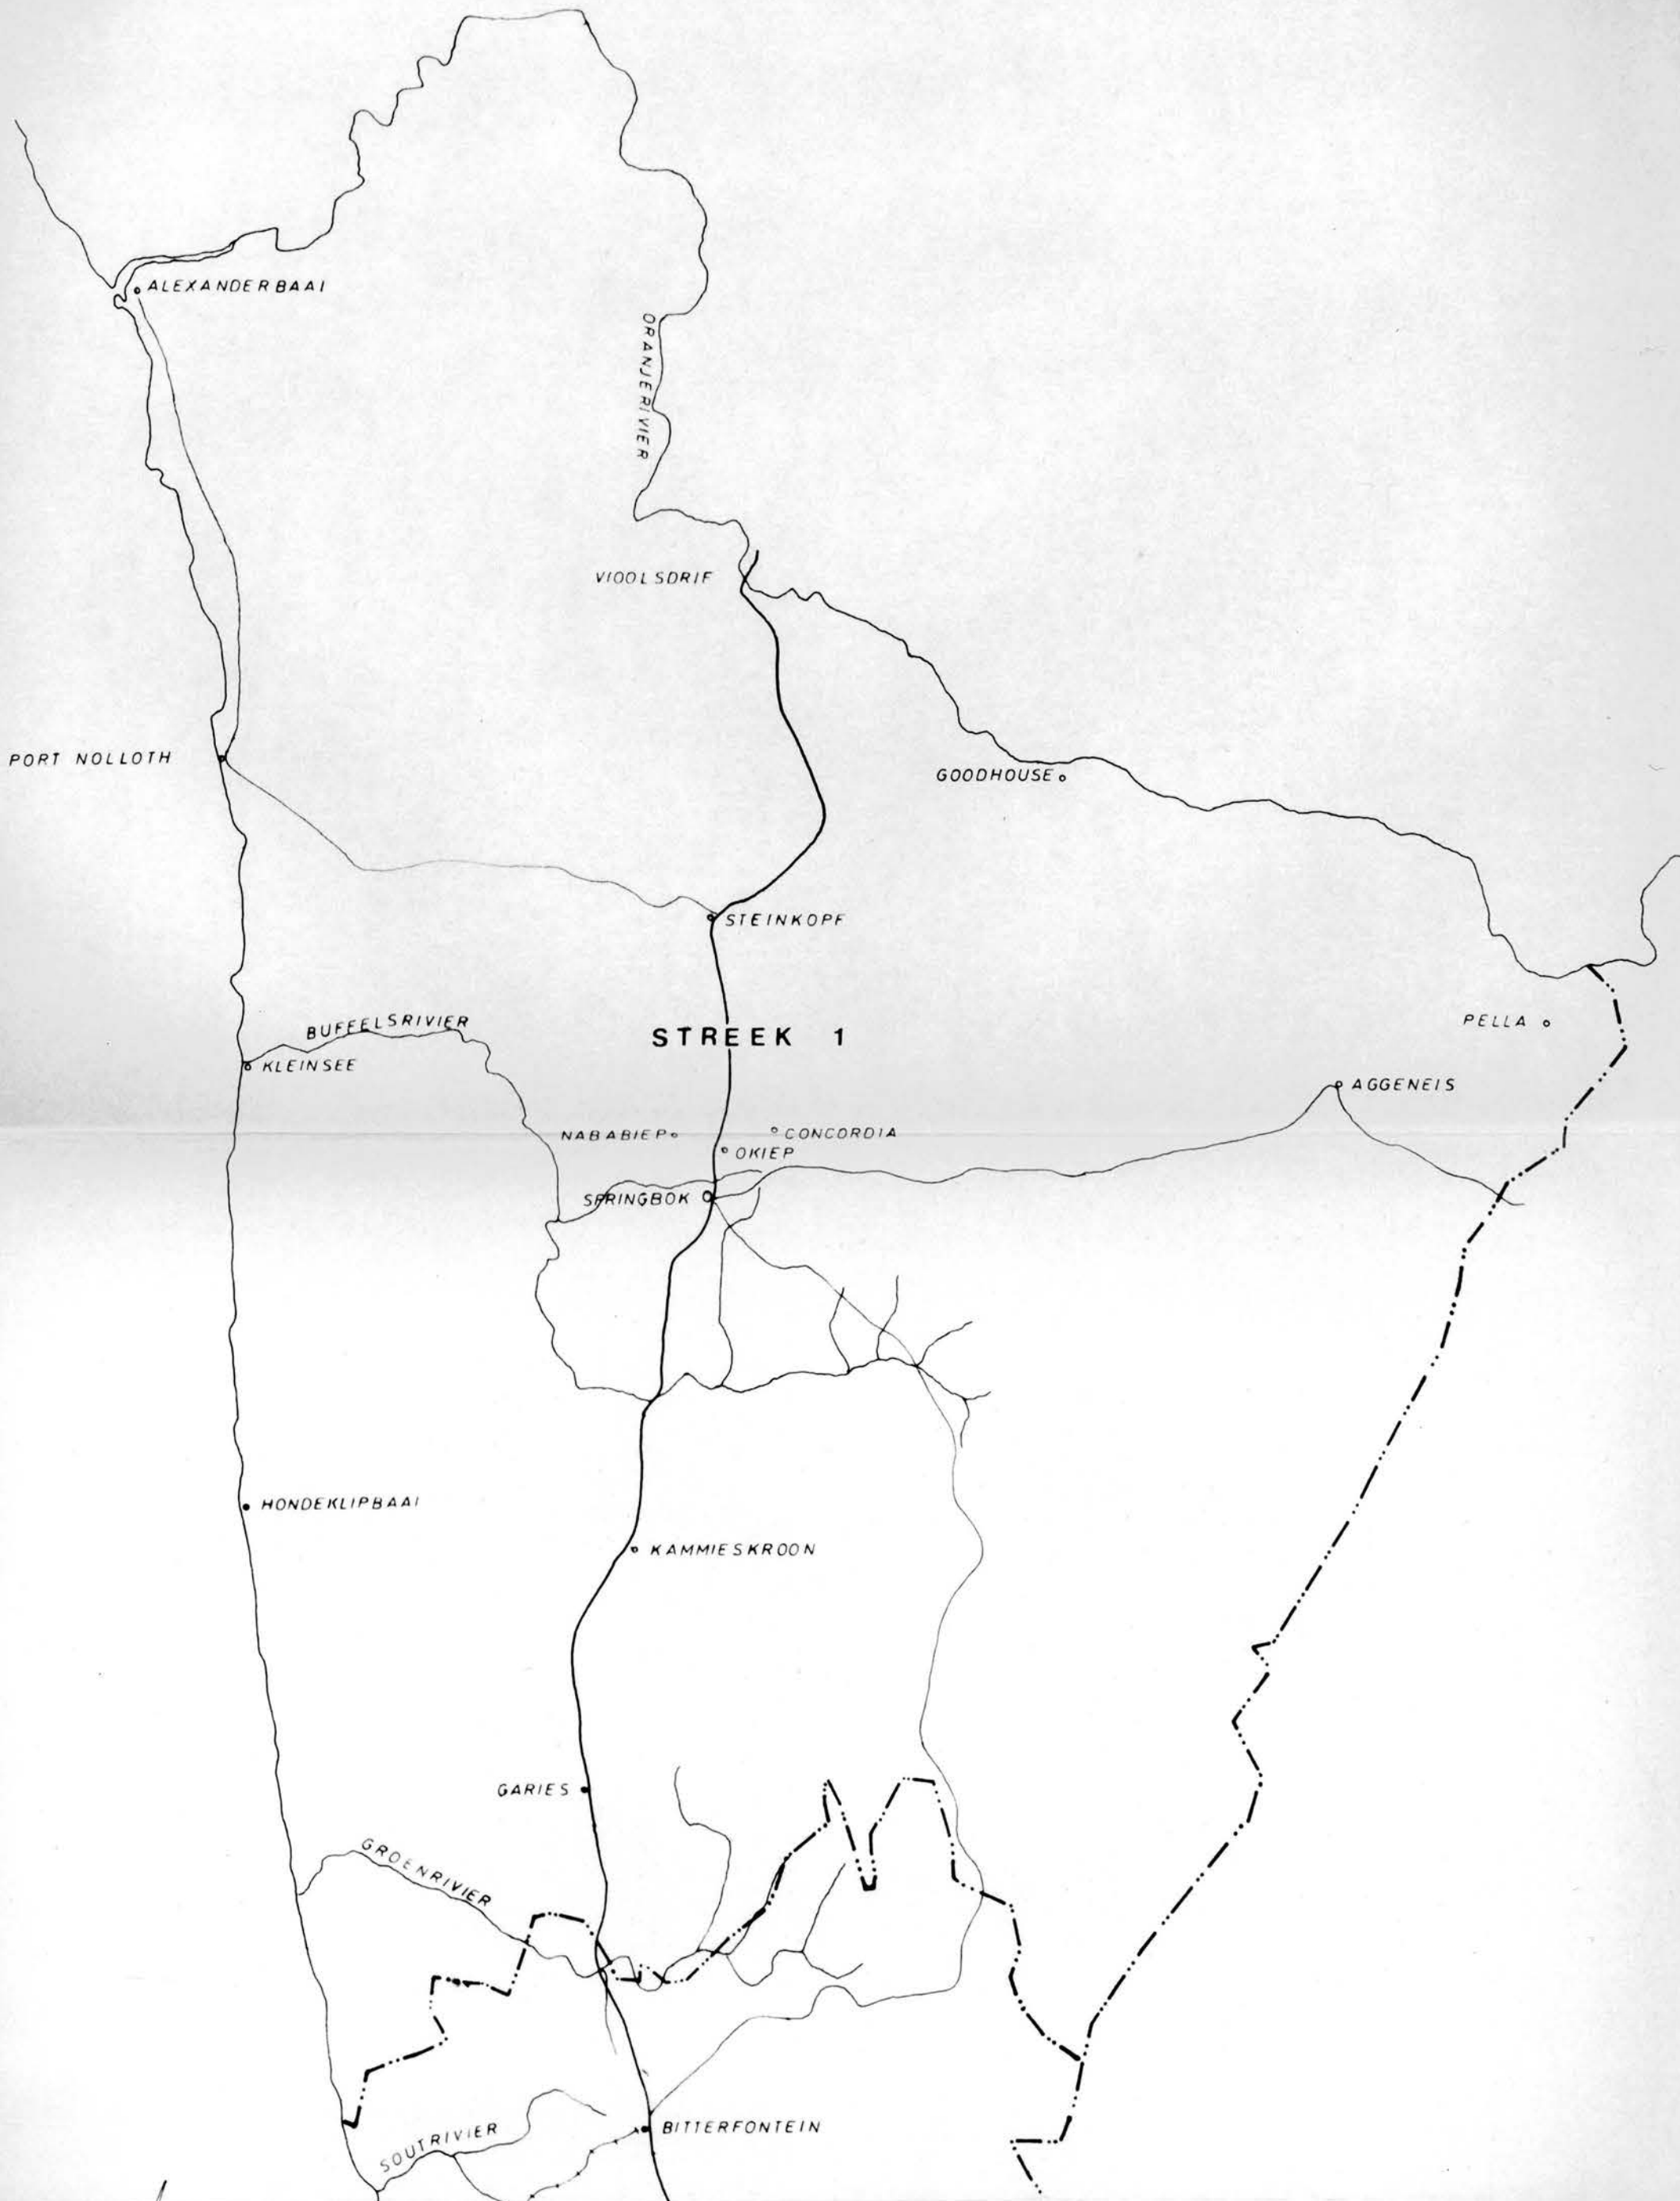 ALEXANDERBAAI
ORANJERIVIER
VIOOLSDRIF
PORT NOLLOTH
GOODHOUSE
STEINKOPF
BUFFELSRIVIER
STREEK 1
PELLA
KLEINSEE
AGGENEIS
NABABIEP
CONCORDIA
OKIEP
SPRINGBOK
HONDEKLIPBAAI
KAMMIESKROON
GARIES
GROENRIVIER
BITTERFONTEIN
SOUTRIVIER